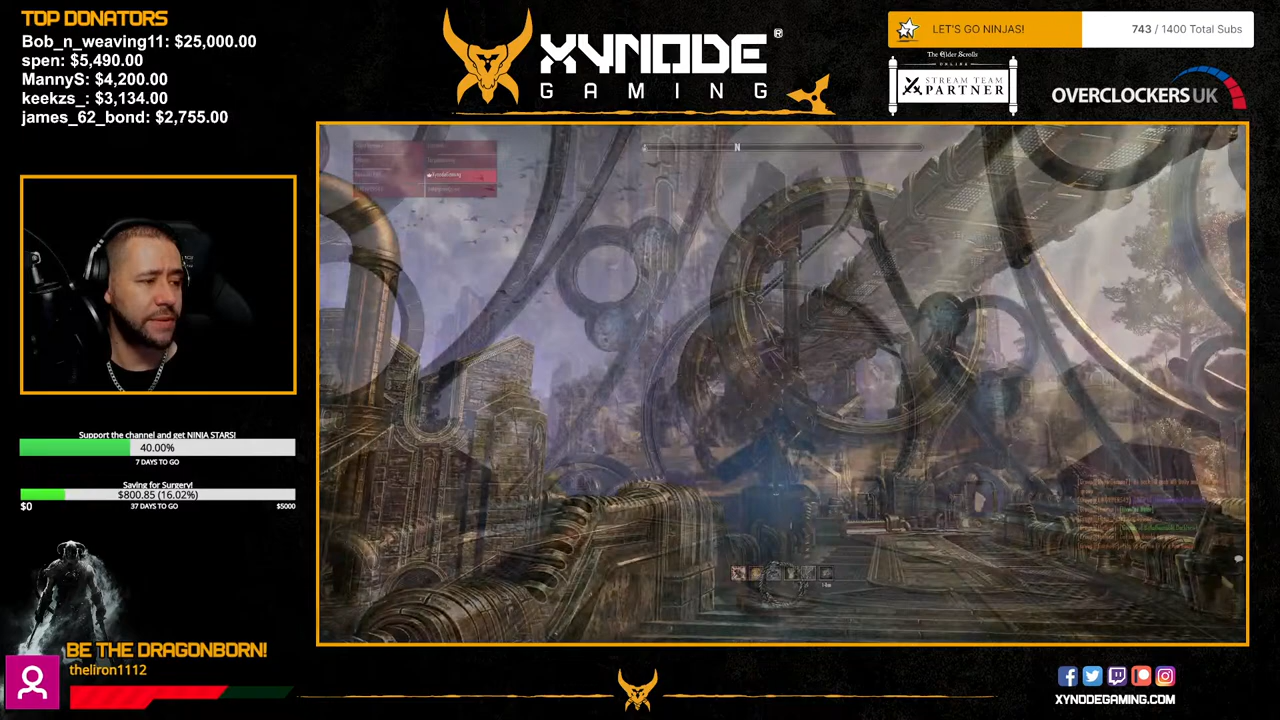 TOP DONATORS
Bob_n_weaving11: $25,000.00
spen: $5,490.00
MannyS: $4,200.00
keekzs_: $3,134.00
james_62_bond: $2,755.00
XYNODE®
GAMING
LET'S GO NINJAS!
743 / 1400 Total Subs
The Elder Scrolls
ONLINE
STREAM TEAM
PARTNER
OVERCLOCKERS UK
N
XynodeGaming
Support the channel and get NINJA STARS!
40.00%
7 DAYS TO GO
Saving for Surgery!
$800.85 (16.02%)
$0
37 DAYS TO GO
$5000
BE THE DRAGONBORN!
theliron1112
XYNODEGAMING.COM